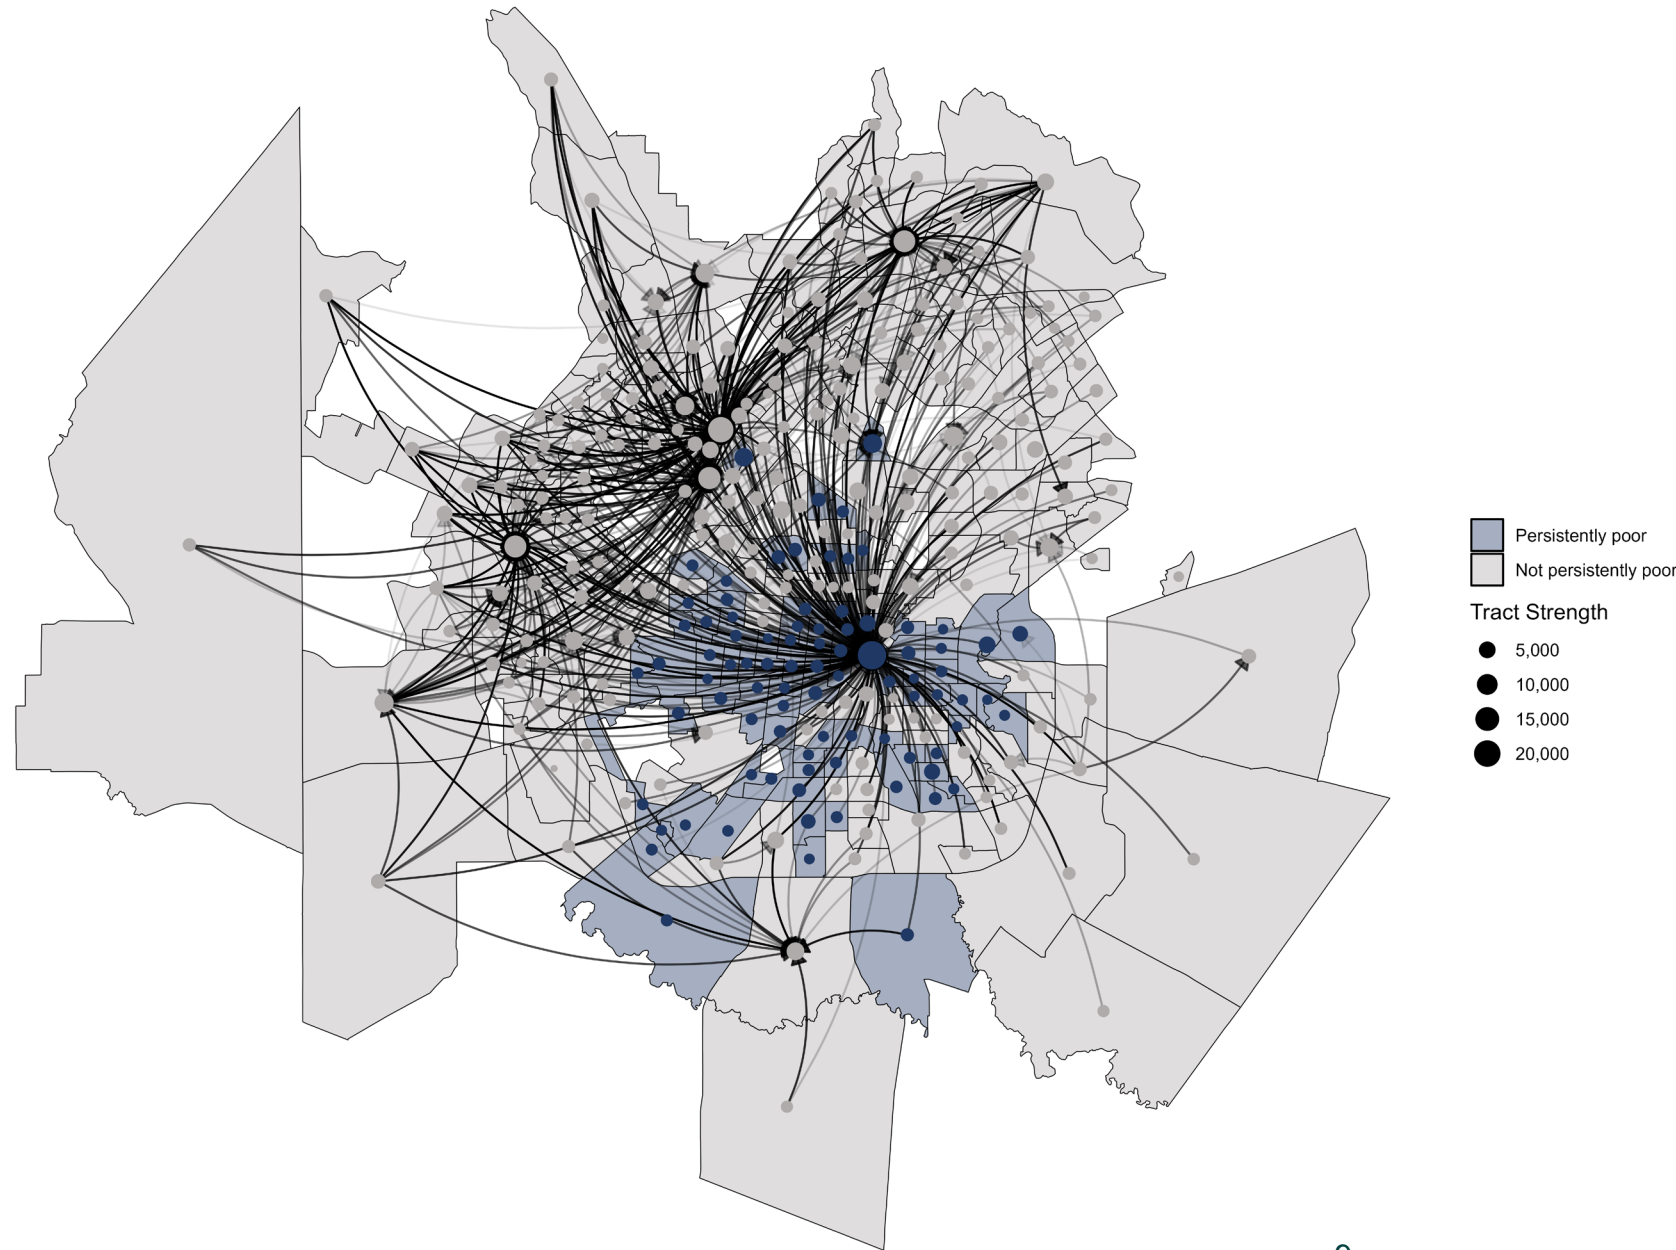 Persistently poor
Not persistently poor
Tract Strength
5,000
10,000
15,000
20,000